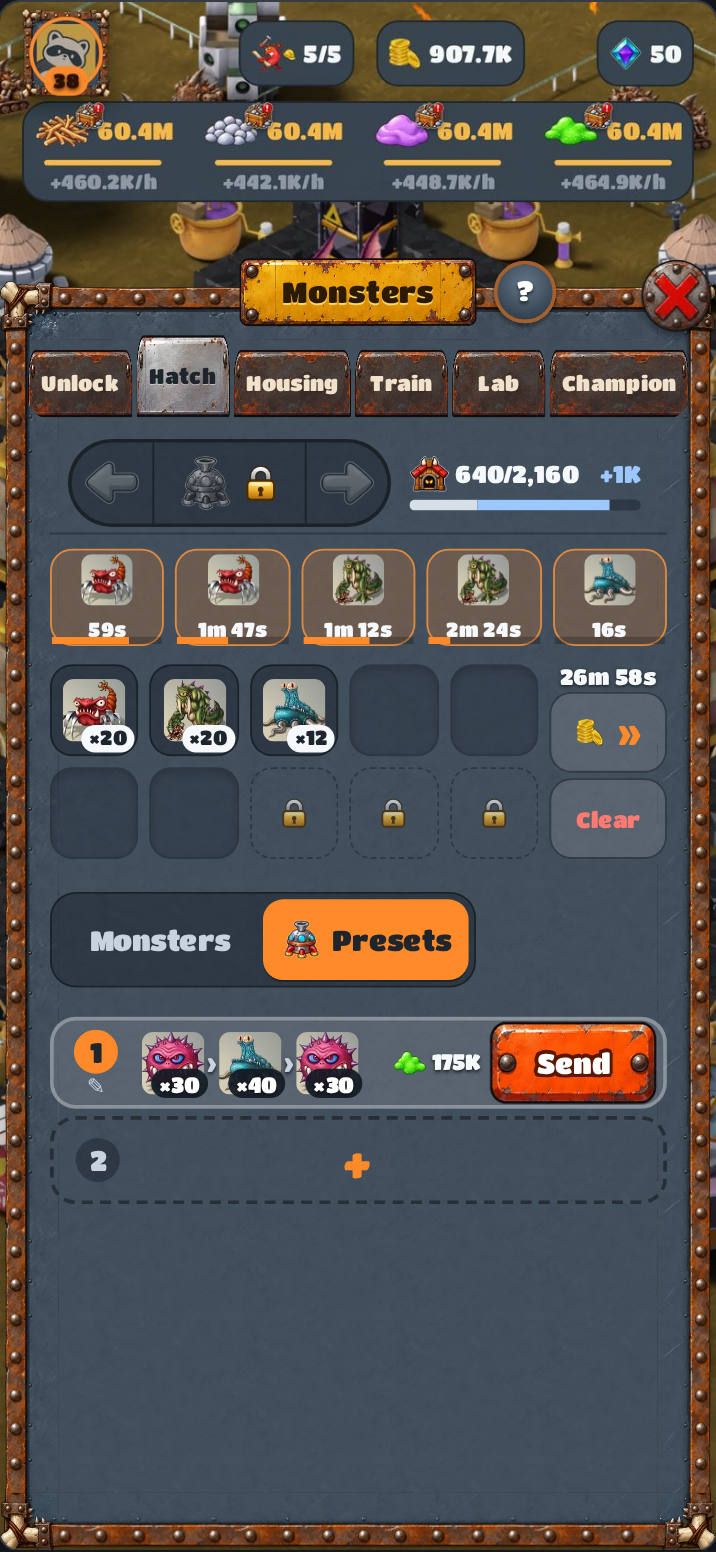 38
5/5
907.7K
50
60.4M
60.4M
60.4M
60.4M
+460.2K/h
+442.1K/h
+448.7K/h
+464.9K/h
Monsters
?
Unlock
Hatch
Housing
Train
Lab
Champion
640/2,160 +1K
59s
1m 47s
1m 12s
2m 24s
16s
×20
×20
×12
26m 58s
Clear
Monsters
Presets
1
×30
×40
×30
175K
Send
2